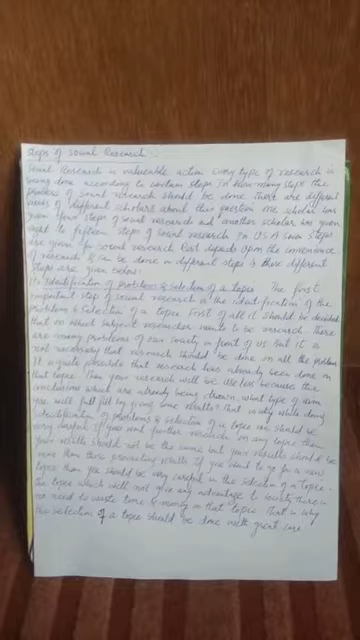 Steps of Social Research :
Social Research is valueable action Every type of research is
being done according to certain steps In How many steps the
process of social research should be done. There are different
views of different scholars about this question. One scholar has
given four steps of social research and another scholar has given
eight to fifteen steps of social research In U.S.A seven steps
are given for social research but depends upon the convenience
of research & can be done in different steps & these different
steps are given below:
Identification of Problems & Selection of a topic The first
important step of social research is the identification of the
Problems & Selection of a topic. First of all it should be decided
that on which subject researcher wants to be research. There
are many problems of our society in front of us But it is
not necessary that research should be done on all the problems
It is quite possible that research has already been done on
that topic. Then your research will be useless because the
conclusions which are already being drawn, what type of aim
you will full fill by giving same results? That is why while doing
identification of problems & selection of a topic we should be
very careful. If you want further research on any topic then
your results should not be the same but your results should be
more than these results If you want to go for a new
topic then you should be very careful in the selection of a topic.
The topic which will not give any advantage to society there is
no need to waste time & money on that topic That is why
the selection of a topic should be done with great care.